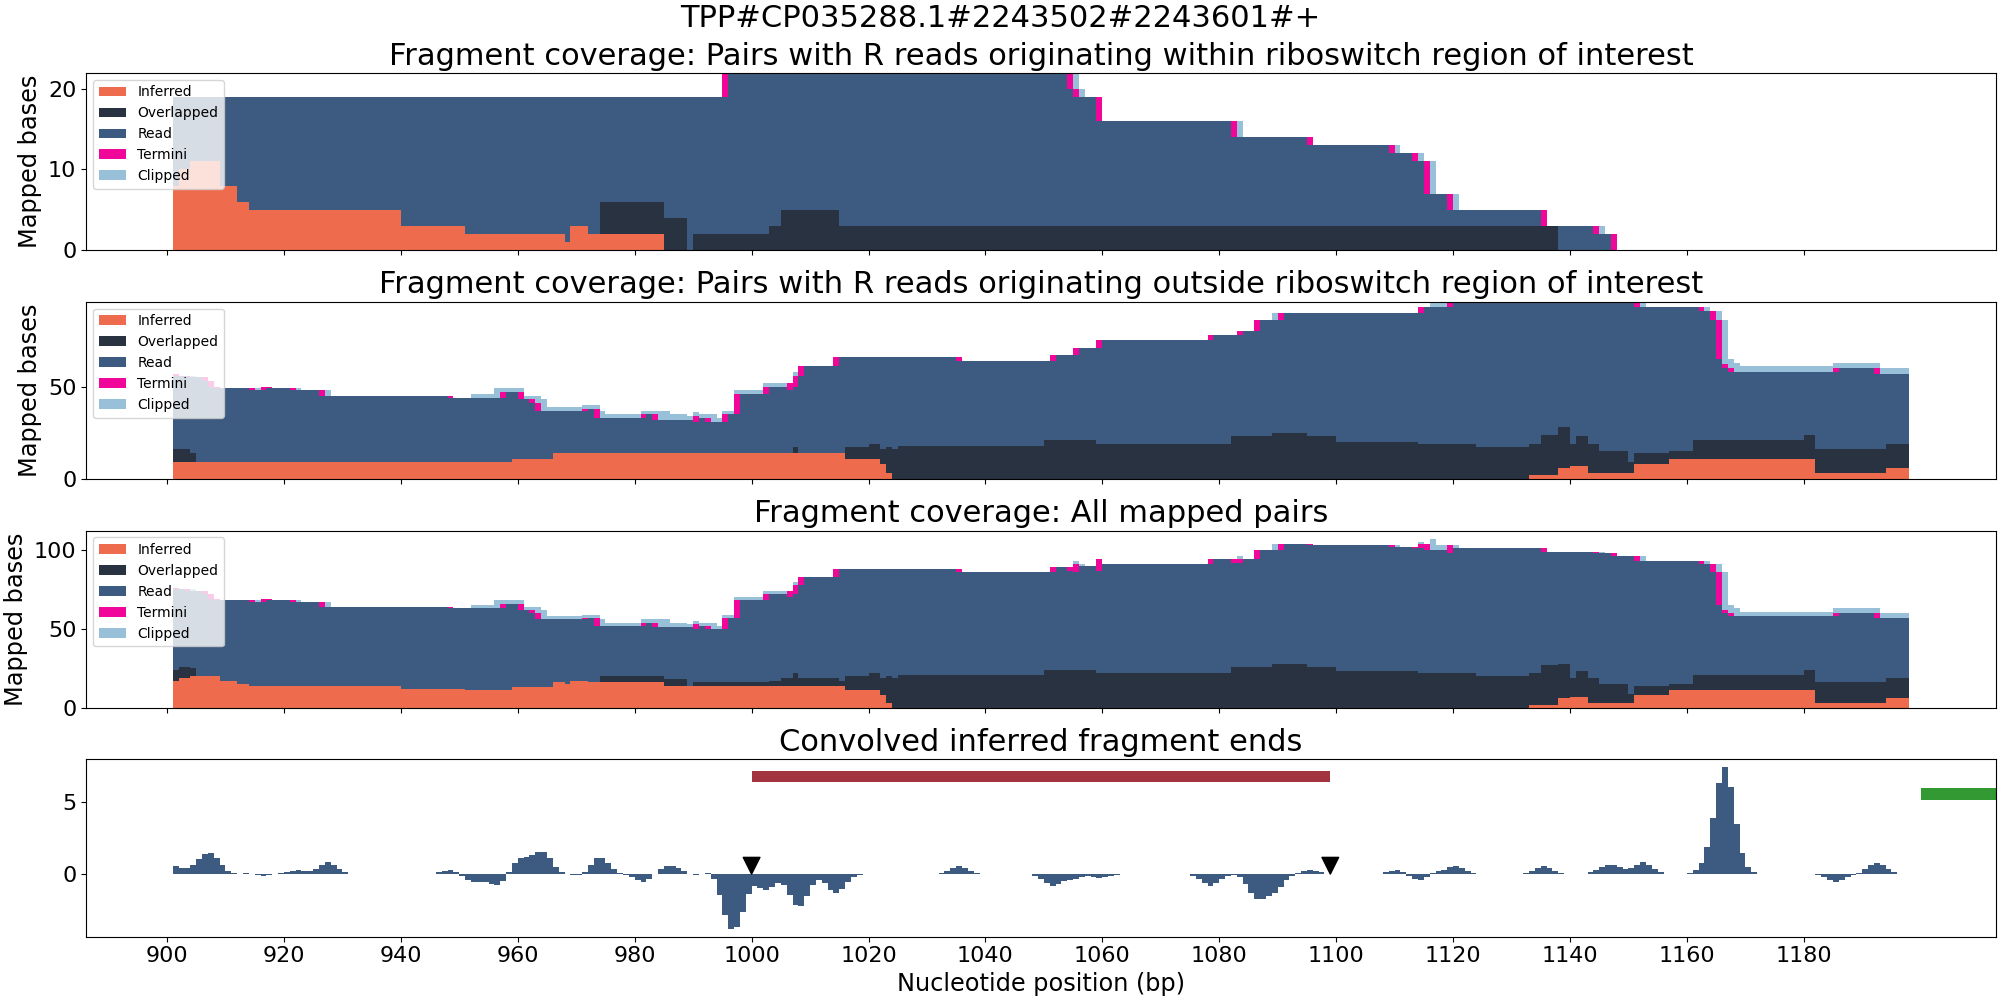 TPP#CP035288.1#2243502#2243601#+
Fragment coverage: Pairs with R reads originating within riboswitch region of interest
Mapped bases
20
10
0
Inferred
Overlapped
Read
Termini
Clipped
Fragment coverage: Pairs with R reads originating outside riboswitch region of interest
Mapped bases
50
0
Inferred
Overlapped
Read
Termini
Clipped
Fragment coverage: All mapped pairs
Mapped bases
100
50
0
Inferred
Overlapped
Read
Termini
Clipped
Convolved inferred fragment ends
5
0
900 920 940 960 980 1000 1020 1040 1060 1080 1100 1120 1140 1160 1180
Nucleotide position (bp)